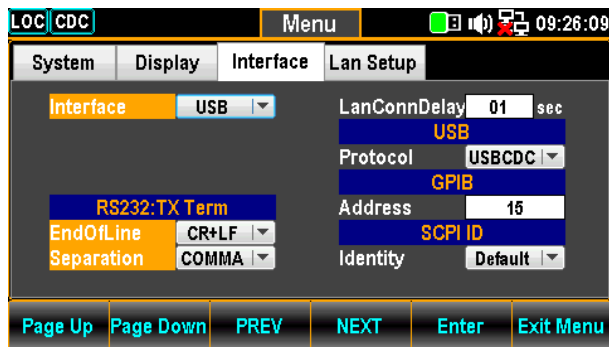 LOC CDC Menu 09:26:09
System Display Interface Lan Setup
Interface USB LanConnDelay 01 sec
USB
Protocol USBCDC
GPIB
RS232:TX Term Address 15
EndOfLine CR+LF SCPI ID
Separation COMMA Identity Default
Page Up Page Down PREV NEXT Enter Exit Menu